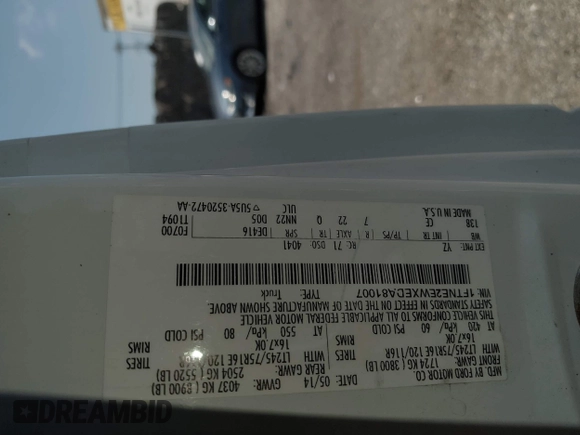 MFD. BY FORD MOTOR CO.
DATE: 05/14 GVWR: 4037 KG ( 8900 LB)
FRONT GAWR: 1724 KG ( 3800 LB)
REAR GAWR: 2504 KG ( 5520 LB)
LT245/75R16E 120/116R TIRES
WITH LT245/75R16E 120/116R TIRES
16x7.0K RIMS
16x7.0K RIMS
AT 420 kPa/ 60 PSI COLD
AT 550 kPa/ 80 PSI COLD
THIS VEHICLE CONFORMS TO ALL APPLICABLE FEDERAL MOTOR VEHICLE
SAFETY STANDARDS IN EFFECT ON THE DATE OF MANUFACTURE SHOWN ABOVE.
VIN: 1FTNE2EWXEDA81007
TYPE: Truck
EXT PNT: YZ RC: 71 DSO: F0700
4041 DE416 T1094
WB INT TR TP/PS R AXLE TR SPR
138 CE 7 22 Q NN22 D05
ULC
MADE IN U.S.A. 5U5A-3520472-AA
DREAMBID